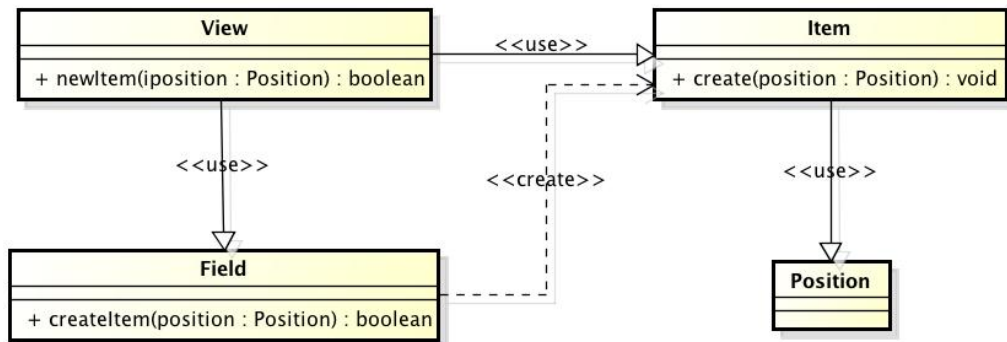 View
+ newItem(iposition : Position) : boolean
<<use>>
Item
+ create(position : Position) : void
<<use>>
<<create>>
<<use>>
Field
+ createItem(position : Position) : boolean
Position